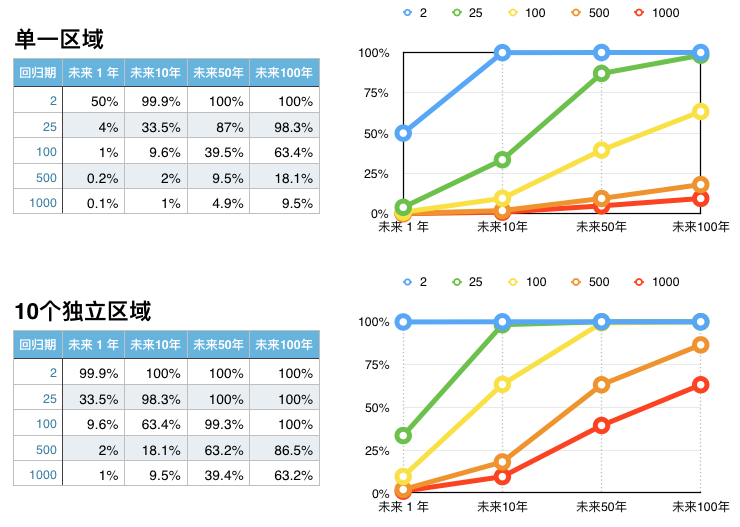 单一区域
回归期 未来 1 年 未来10年 未来50年 未来100年
2 50% 99.9% 100% 100%
25 4% 33.5% 87% 98.3%
100 1% 9.6% 39.5% 63.4%
500 0.2% 2% 9.5% 18.1%
1000 0.1% 1% 4.9% 9.5%
2 25 100 500 1000
100%
75%
50%
25%
0%
未来 1 年 未来10年 未来50年 未来100年
10个独立区域
回归期 未来 1 年 未来10年 未来50年 未来100年
2 99.9% 100% 100% 100%
25 33.5% 98.3% 100% 100%
100 9.6% 63.4% 99.3% 100%
500 2% 18.1% 63.2% 86.5%
1000 1% 9.5% 39.4% 63.2%
2 25 100 500 1000
100%
75%
50%
25%
0%
未来 1 年 未来10年 未来50年 未来100年